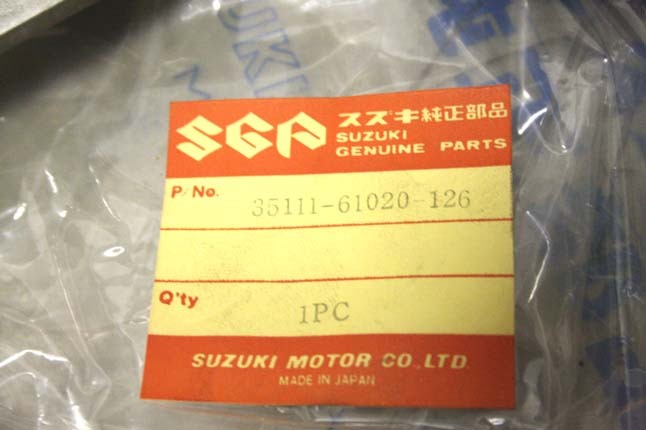 UKI
M
SGP
スズキ純正部品
SUZUKI
GENUINE PARTS
P/No. 35111-61020-126
Q'ty 1PC
SUZUKI MOTOR CO.,LTD.
MADE IN JAPAN